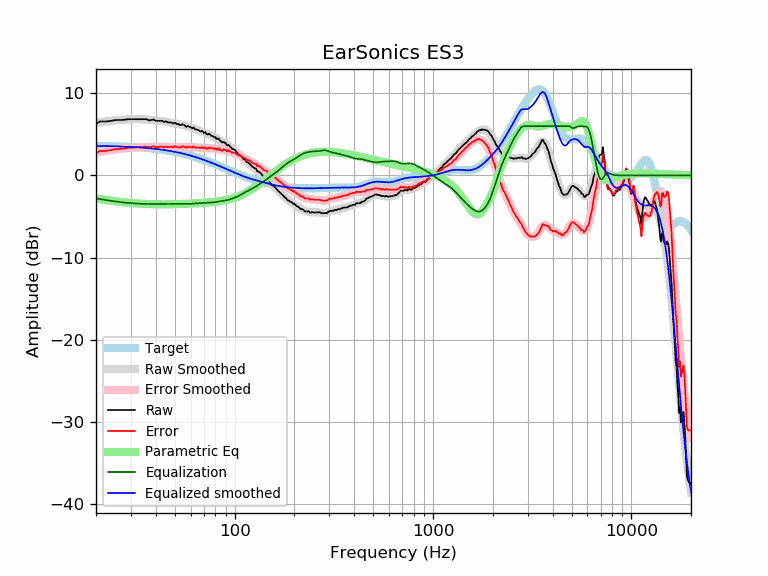 EarSonics ES3
Amplitude (dBr)
10
0
−10
−20
−30
−40
Target
Raw Smoothed
Error Smoothed
Raw
Error
Parametric Eq
Equalization
Equalized smoothed
100
1000
10000
Frequency (Hz)